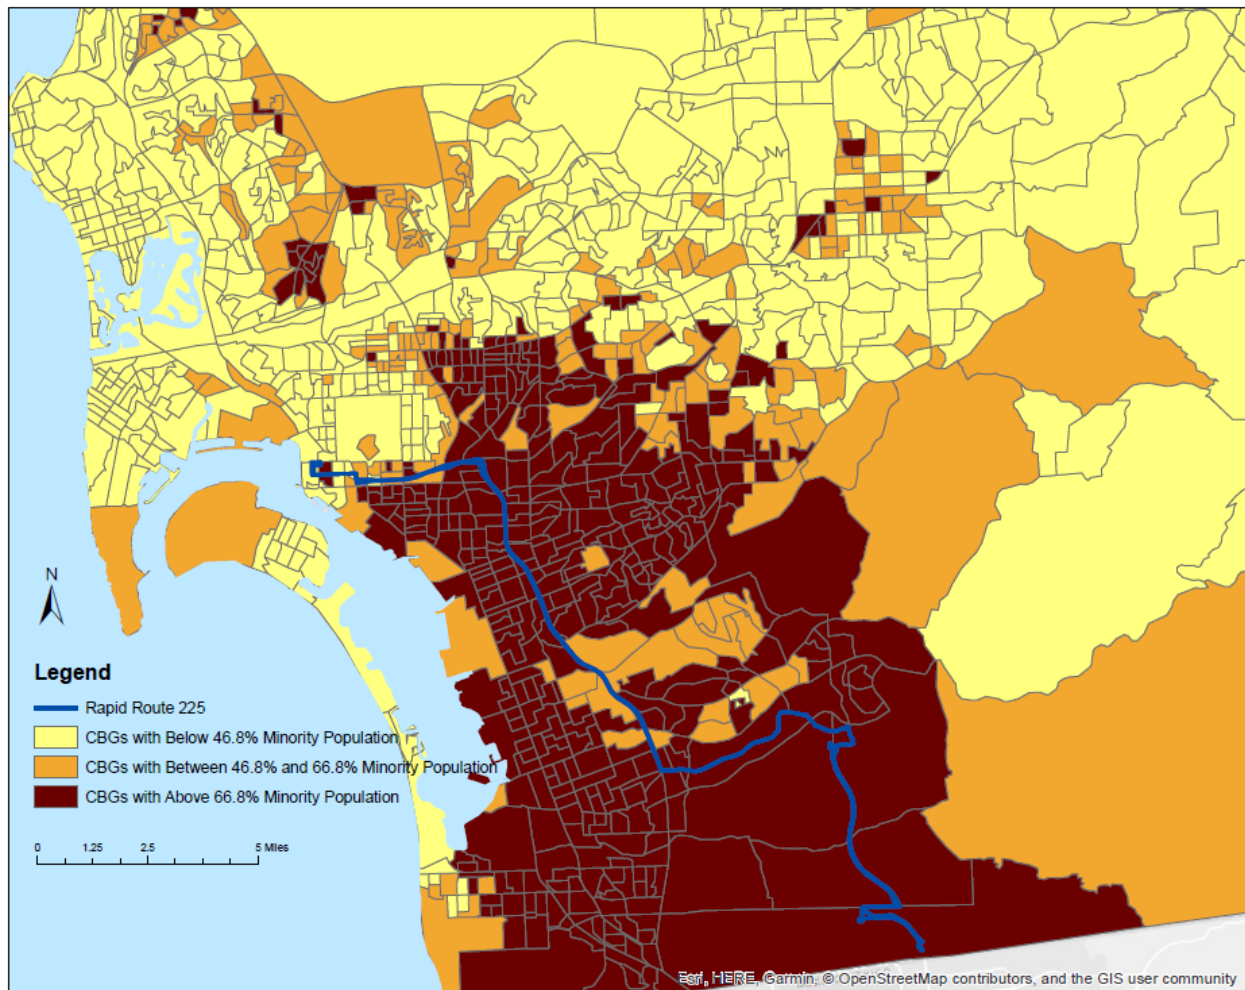 N
Legend
Rapid Route 225
CBGs with Below 46.8% Minority Population
CBGs with Between 46.8% and 66.8% Minority Population
CBGs with Above 66.8% Minority Population
0 1.25 2.5 5 Miles
Esri, HERE, Garmin, © OpenStreetMap contributors, and the GIS user community